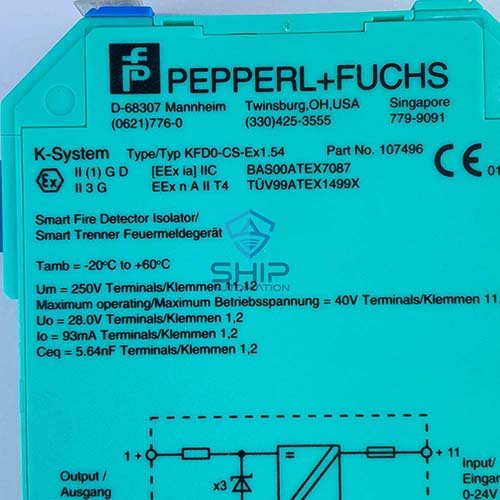 PEPPERL+FUCHS
D-68307 Mannheim Twinsburg,OH,USA Singapore
(0621)776-0 (330)425-3555 779-9091
K-System Type/Typ KFD0-CS-Ex1.54 Part No. 107496
II (1) G D [EEx ia] IIC BAS00ATEX7087
II 3 G EEx n A II T4 TÜV99ATEX1499X
CE 01
Smart Fire Detector Isolator/
Smart Trenner Feuermeldegerät
Tamb = -20°C to +60°C
SHIP
Um = 250V Terminals/Klemmen 11,12
Maximum operating/Maximum Betriebsspannung = 40V Terminals/Klemmen 11,
Uo = 28.0V Terminals/Klemmen 1,2
Io = 93mA Terminals/Klemmen 1,2
Ceq = 5.64nF Terminals/Klemmen 1,2
1 + + 11
x3
Output / Input/
Ausgang Eingan
0-24V